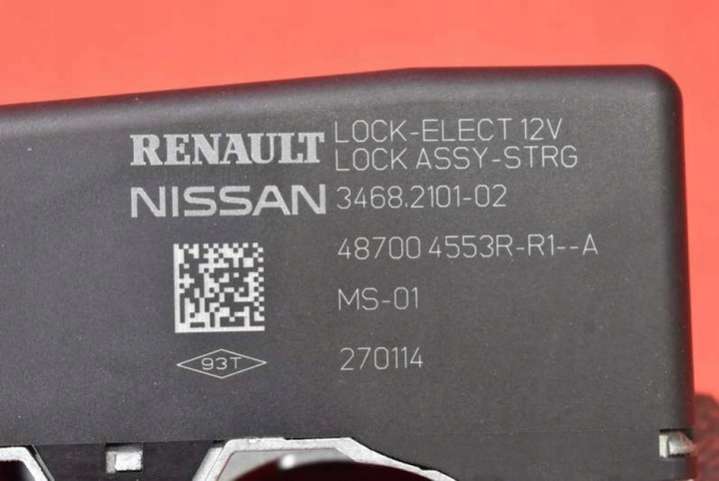 RENAULT LOCK-ELECT 12V
LOCK ASSY-STRG
NISSAN 3468.2101-02
48700 4553R-R1--A
MS-01
93T 270114